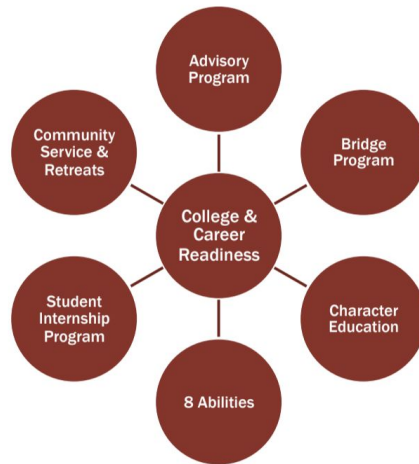 Advisory
Program
Community
Service &
Retreats
Bridge
Program
College &
Career
Readiness
Student
Internship
Program
Character
Education
8 Abilities